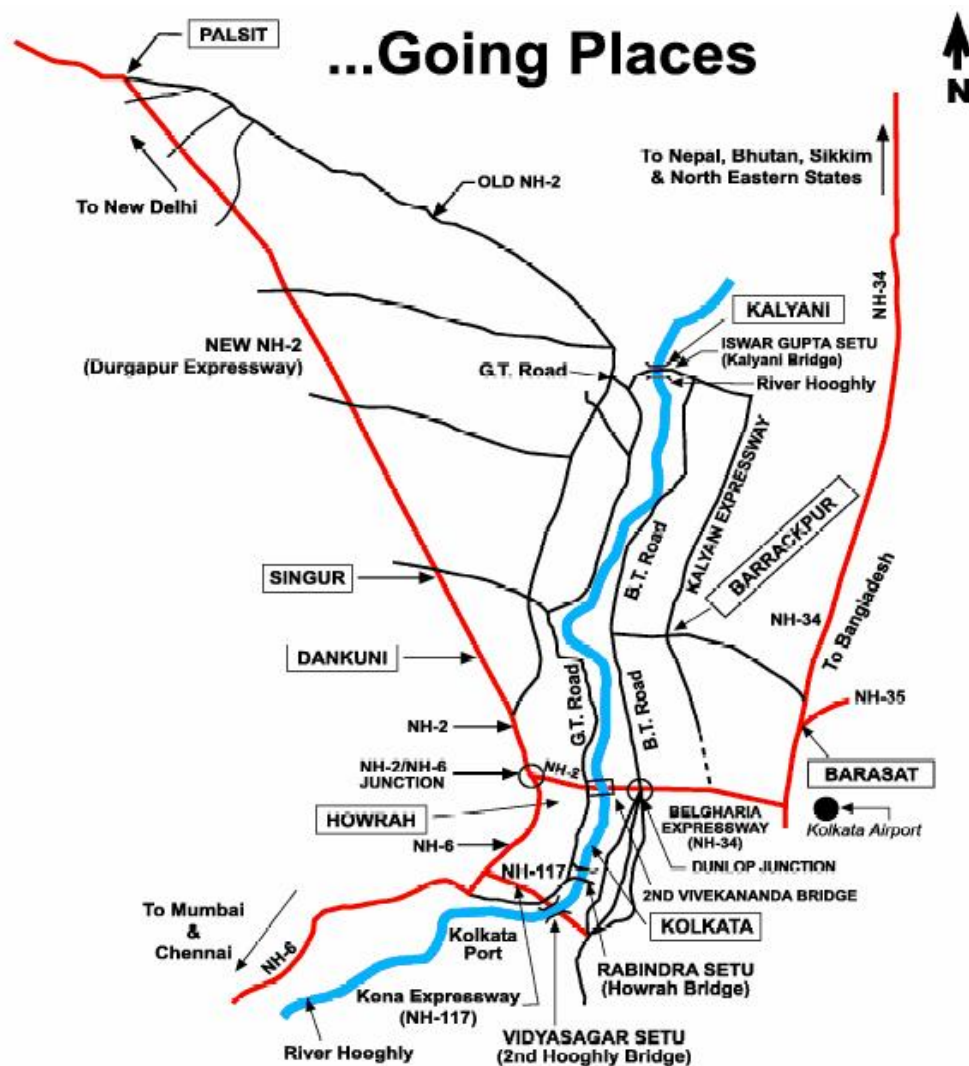 PALSIT
...Going Places
N
To Nepal, Bhutan, Sikkim
& North Eastern States
OLD NH-2
To New Delhi
NH-34
KALYANI
ISWAR GUPTA SETU
(Kalyani Bridge)
River Hooghly
NEW NH-2
(Durgapur Expressway)
G.T. Road
KALYANI EXPRESSWAY
BARRACKPUR
B.T. Road
SINGUR
NH-34
To Bangladesh
DANKUNI
G.T. Road
B.T. Road
NH-35
NH-2
NH-2/NH-6
JUNCTION
NH-2
BARASAT
HOWRAH
BELGHARIA
EXPRESSWAY
(NH-34)
Kolkata Airport
NH-6
DUNLOP JUNCTION
NH-117
2ND VIVEKANANDA BRIDGE
To Mumbai
&
Chennai
KOLKATA
Kolkata
Port
NH-6
RABINDRA SETU
(Howrah Bridge)
Kona Expressway
(NH-117)
VIDYASAGAR SETU
(2nd Hooghly Bridge)
River Hooghly